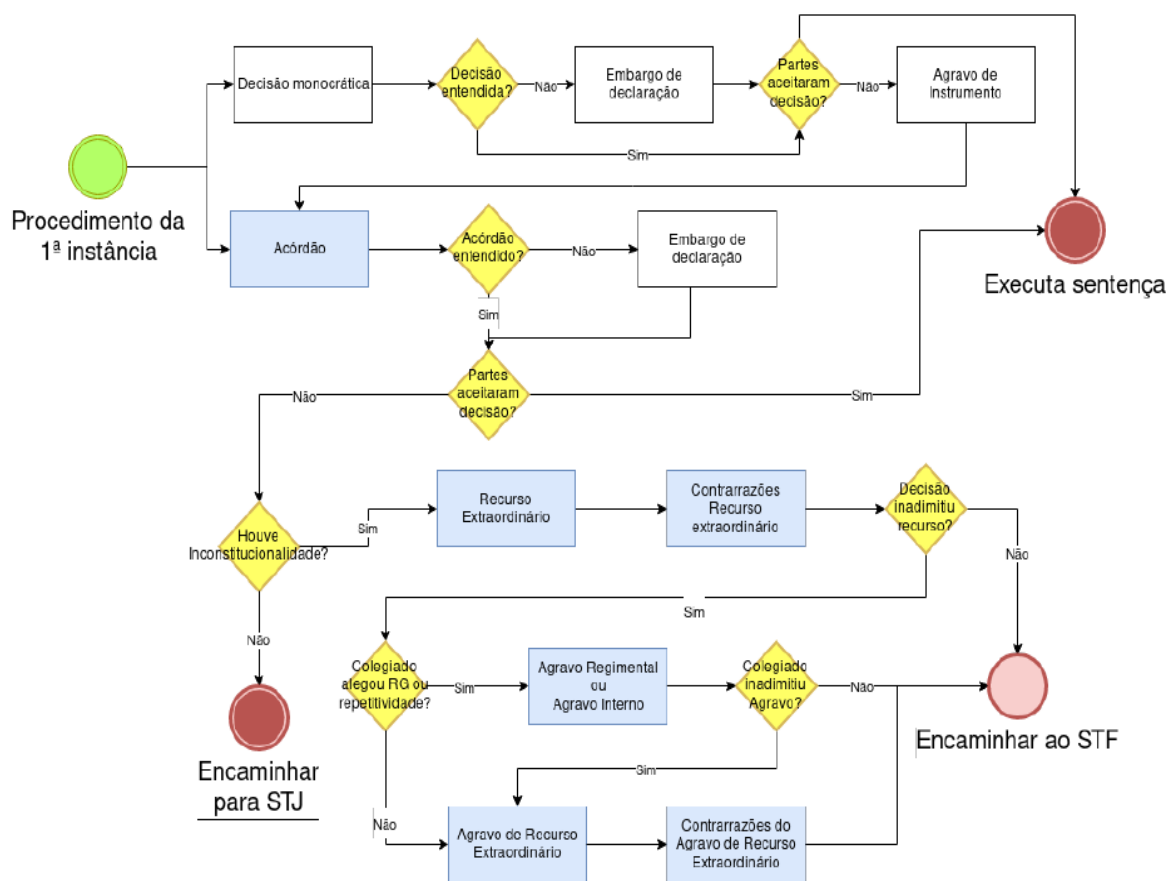 Decisão monocrática
Decisão
entendida?
Não
Embargo de
declaração
Partes
aceitaram
decisão?
Não
Agravo de
Instrumento
Sim
Procedimento da
1ª instância
Acórdão
Acórdão
entendido?
Não
Embargo de
declaração
Executa sentença
Sim
Partes
aceitaram
decisão?
Não
Sim
Houve
Inconstitucionalidade?
Sim
Recurso
Extraordinário
Contrarrazões
Recurso
extraordinário
Decisão
inadimitiu
recurso?
Não
Sim
Não
Encaminhar
para STJ
Colegiado
alegou RG ou
repetitividade?
Sim
Agravo Regimental
ou
Agravo Interno
Colegiado
inadimitiu
Agravo?
Não
Encaminhar ao STF
Sim
Não
Agravo de Recurso
Extraordinário
Contrarrazões do
Agravo de Recurso
Extraordinário